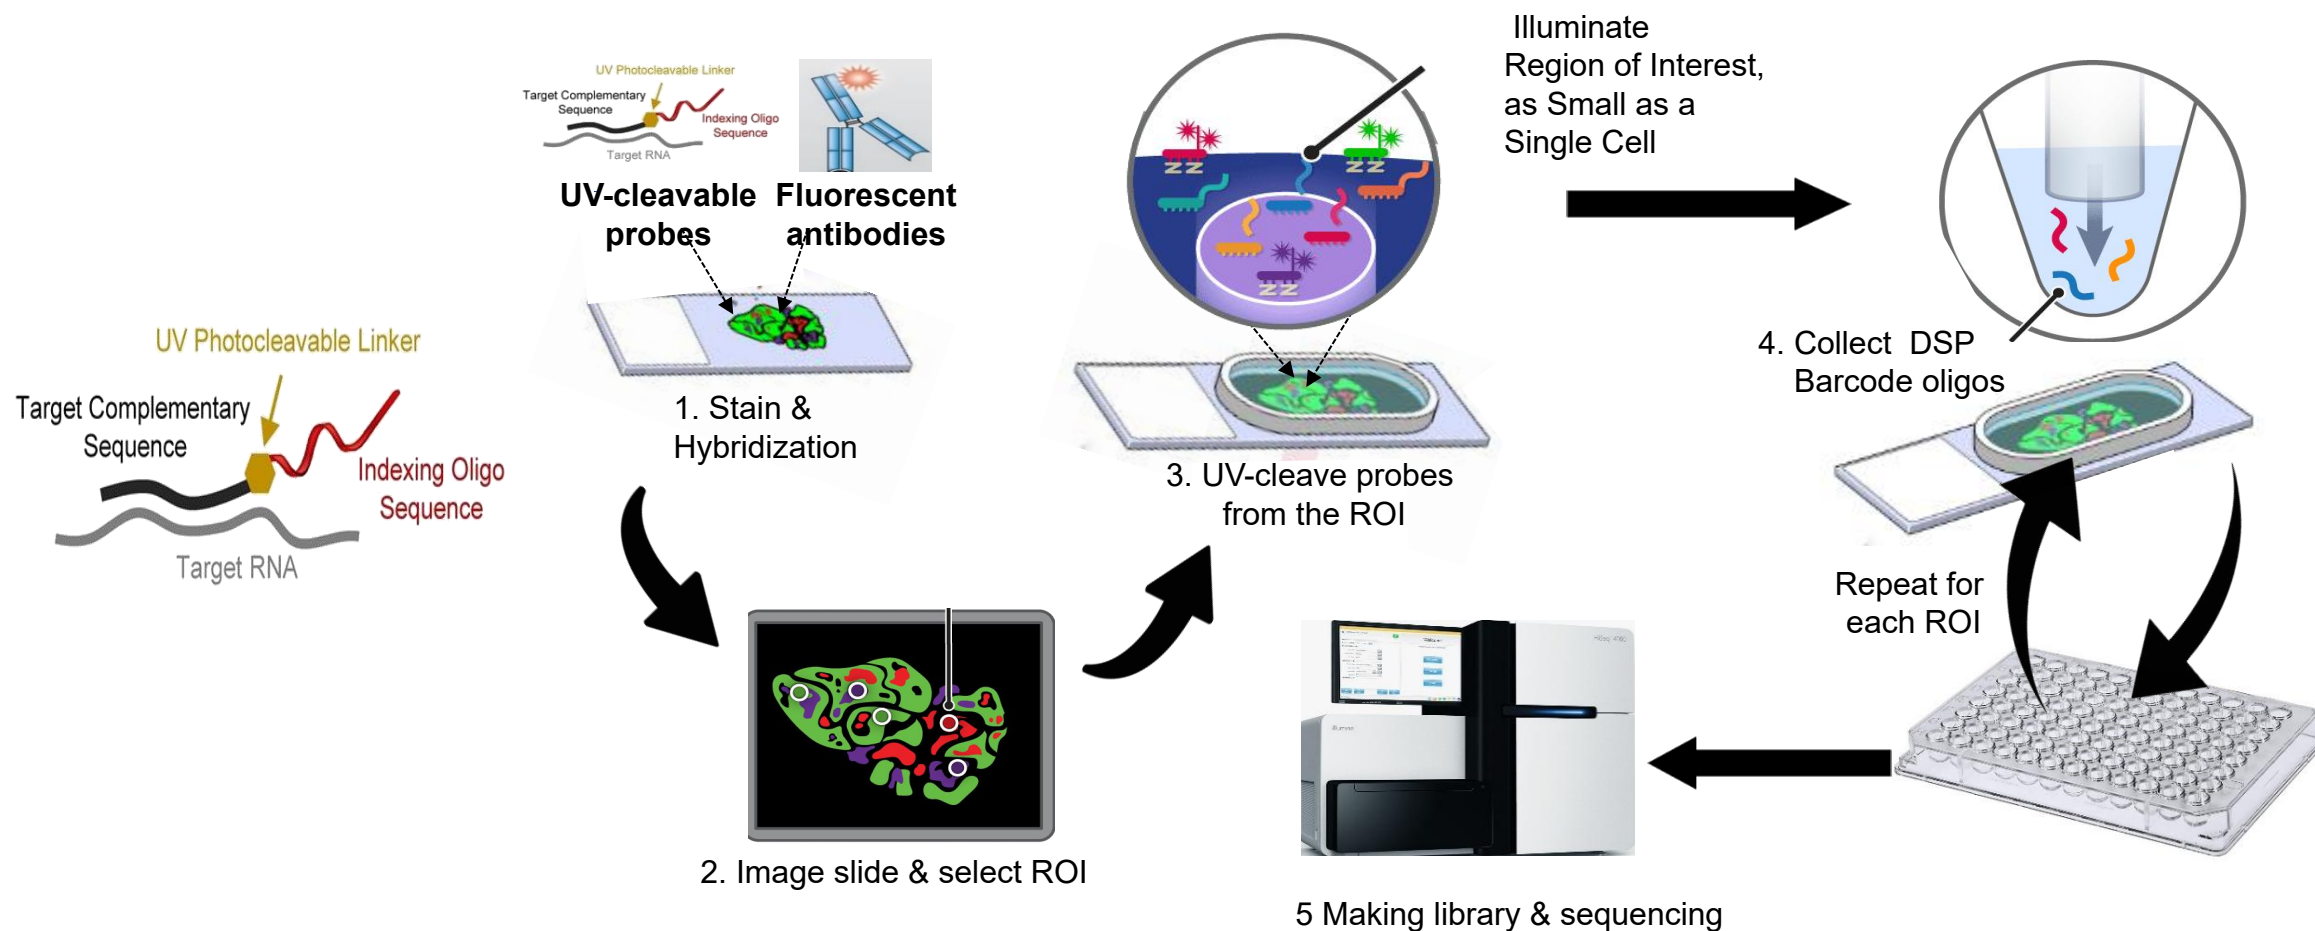 UV Photocleavable Linker
Target Complementary
Sequence
Indexing Oligo
Sequence
Target RNA
UV Photocleavable Linker
Target Complementary
Sequence
Indexing Oligo
Sequence
Target RNA
UV-cleavable
probes
Fluorescent
antibodies
1. Stain &
Hybridization
2. Image slide & select ROI
3. UV-cleave probes
from the ROI
Illuminate
Region of Interest,
as Small as a
Single Cell
4. Collect DSP
Barcode oligos
Repeat for
each ROI
illumina
5 Making library & sequencing